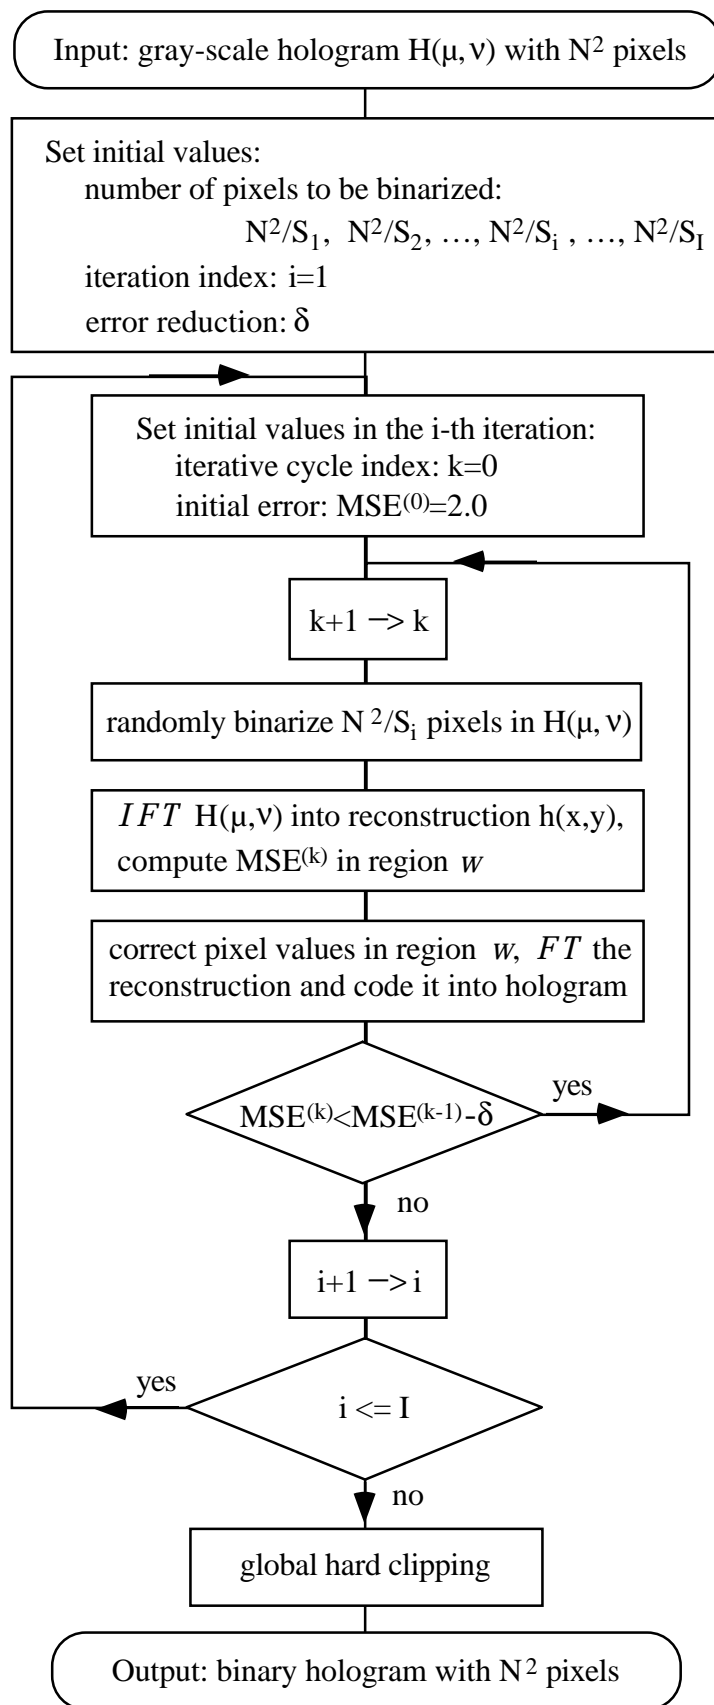 Input: gray-scale hologram H(μ,ν) with N² pixels
Set initial values:
number of pixels to be binarized:
N²/S₁, N²/S₂, ..., N²/Sᵢ , ..., N²/S_I
iteration index: i=1
error reduction: δ
Set initial values in the i-th iteration:
iterative cycle index: k=0
initial error: MSE⁽⁰⁾=2.0
k+1 —> k
randomly binarize N²/Sᵢ pixels in H(μ,ν)
IFT H(μ,ν) into reconstruction h(x,y),
compute MSE⁽ᵏ⁾ in region w
correct pixel values in region w, FT the
reconstruction and code it into hologram
MSE⁽ᵏ⁾<MSE⁽ᵏ⁻¹⁾-δ
yes
no
i+1 —> i
yes
i <= I
no
global hard clipping
Output: binary hologram with N² pixels